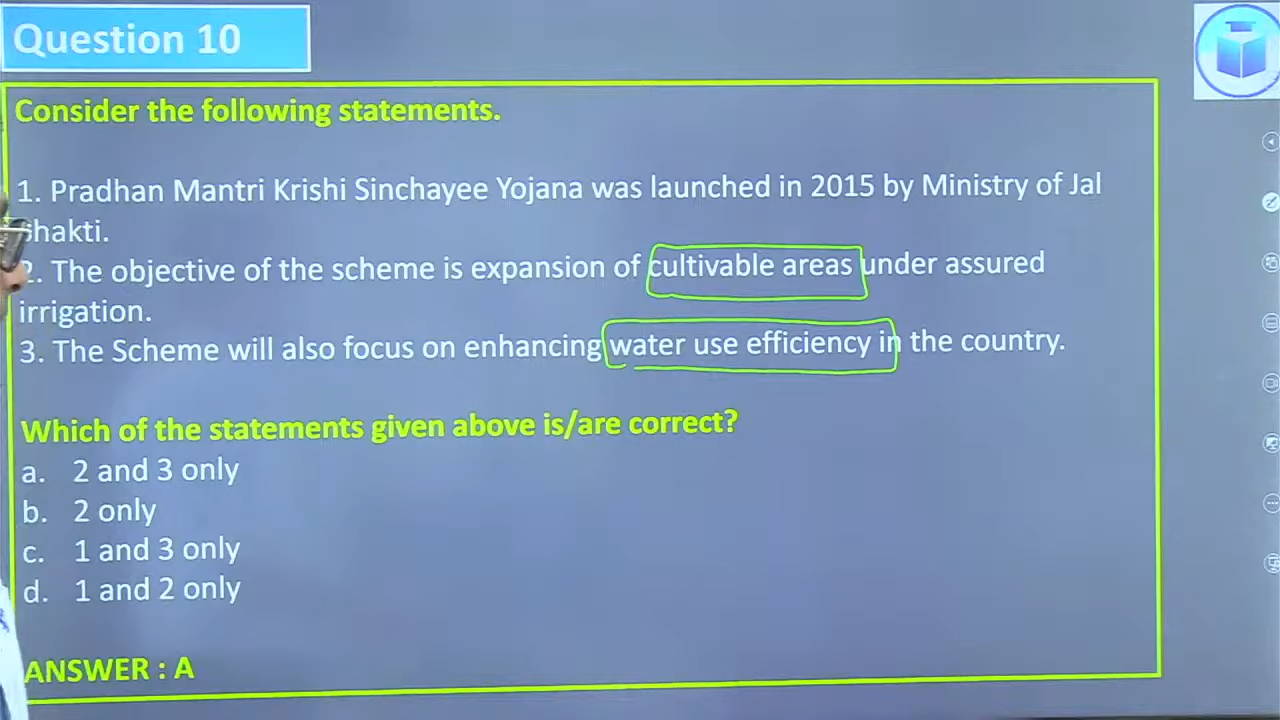 Question 10
Consider the following statements.
1. Pradhan Mantri Krishi Sinchayee Yojana was launched in 2015 by Ministry of Jal
hakti.
2. The objective of the scheme is expansion of cultivable areas under assured
irrigation.
3. The Scheme will also focus on enhancing water use efficiency in the country.
Which of the statements given above is/are correct?
a. 2 and 3 only
b. 2 only
c. 1 and 3 only
d. 1 and 2 only
ANSWER : A